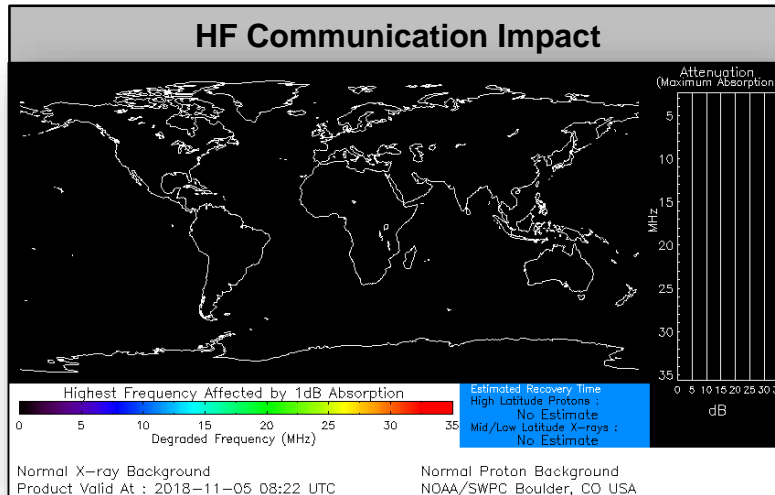 HF Communication Impact
Attenuation
(Maximum Absorption
5
10
15
20
25
30
35
MHz
0 5 10 15 20 25 30
dB
Highest Frequency Affected by 1dB Absorption
0 5 10 15 20 25 30 35
Degraded Frequency (MHz)
Estimated Recovery Time
High Latitude Protons :
No Estimate
Mid/Low Latitude X-rays :
No Estimate
Normal X-ray Background
Product Valid At : 2018-11-05 08:22 UTC
Normal Proton Background
NOAA/SWPC Boulder, CO USA